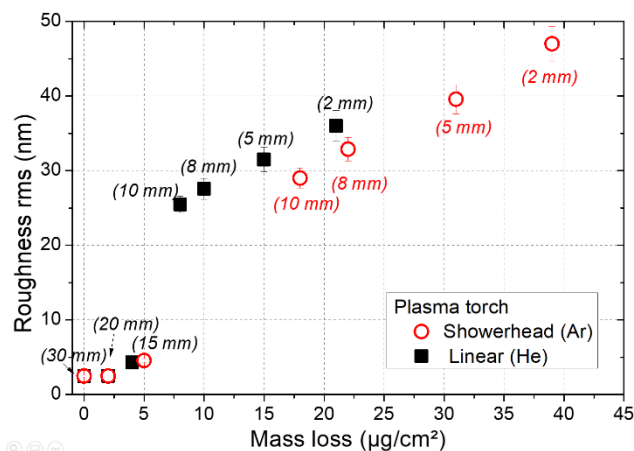 50
40
30
20
10
0
Roughness rms (nm)
(2 mm)
(2 mm)
(5 mm)
(5 mm)
(8 mm)
(8 mm)
(10 mm)
(10 mm)
(20 mm)
(15 mm)
(30 mm)
Plasma torch
Showerhead (Ar)
Linear (He)
0 5 10 15 20 25 30 35 40 45
Mass loss (µg/cm²)